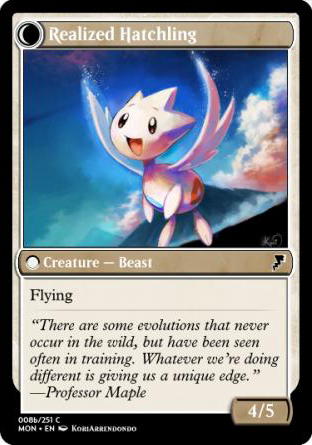 Realized Hatchling
Creature — Beast
Flying
“There are some evolutions that never
occur in the wild, but have been seen
often in training. Whatever we’re doing
different is giving us a unique edge.”
—Professor Maple
4/5
008b/251 C
MON • EN KoriArrendondo